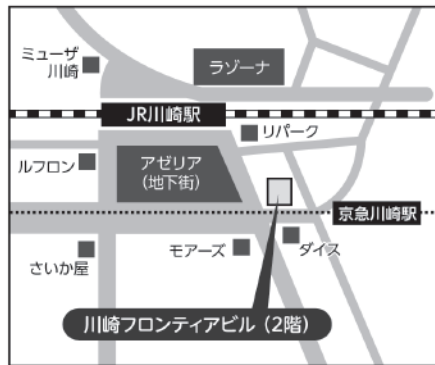 ミューザ
川崎
ラゾーナ
JR川崎駅
リパーク
ルフロン
アゼリア
(地下街)
京急川崎駅
さいか屋
モアーズ
ダイス
川崎フロンティアビル(2階)